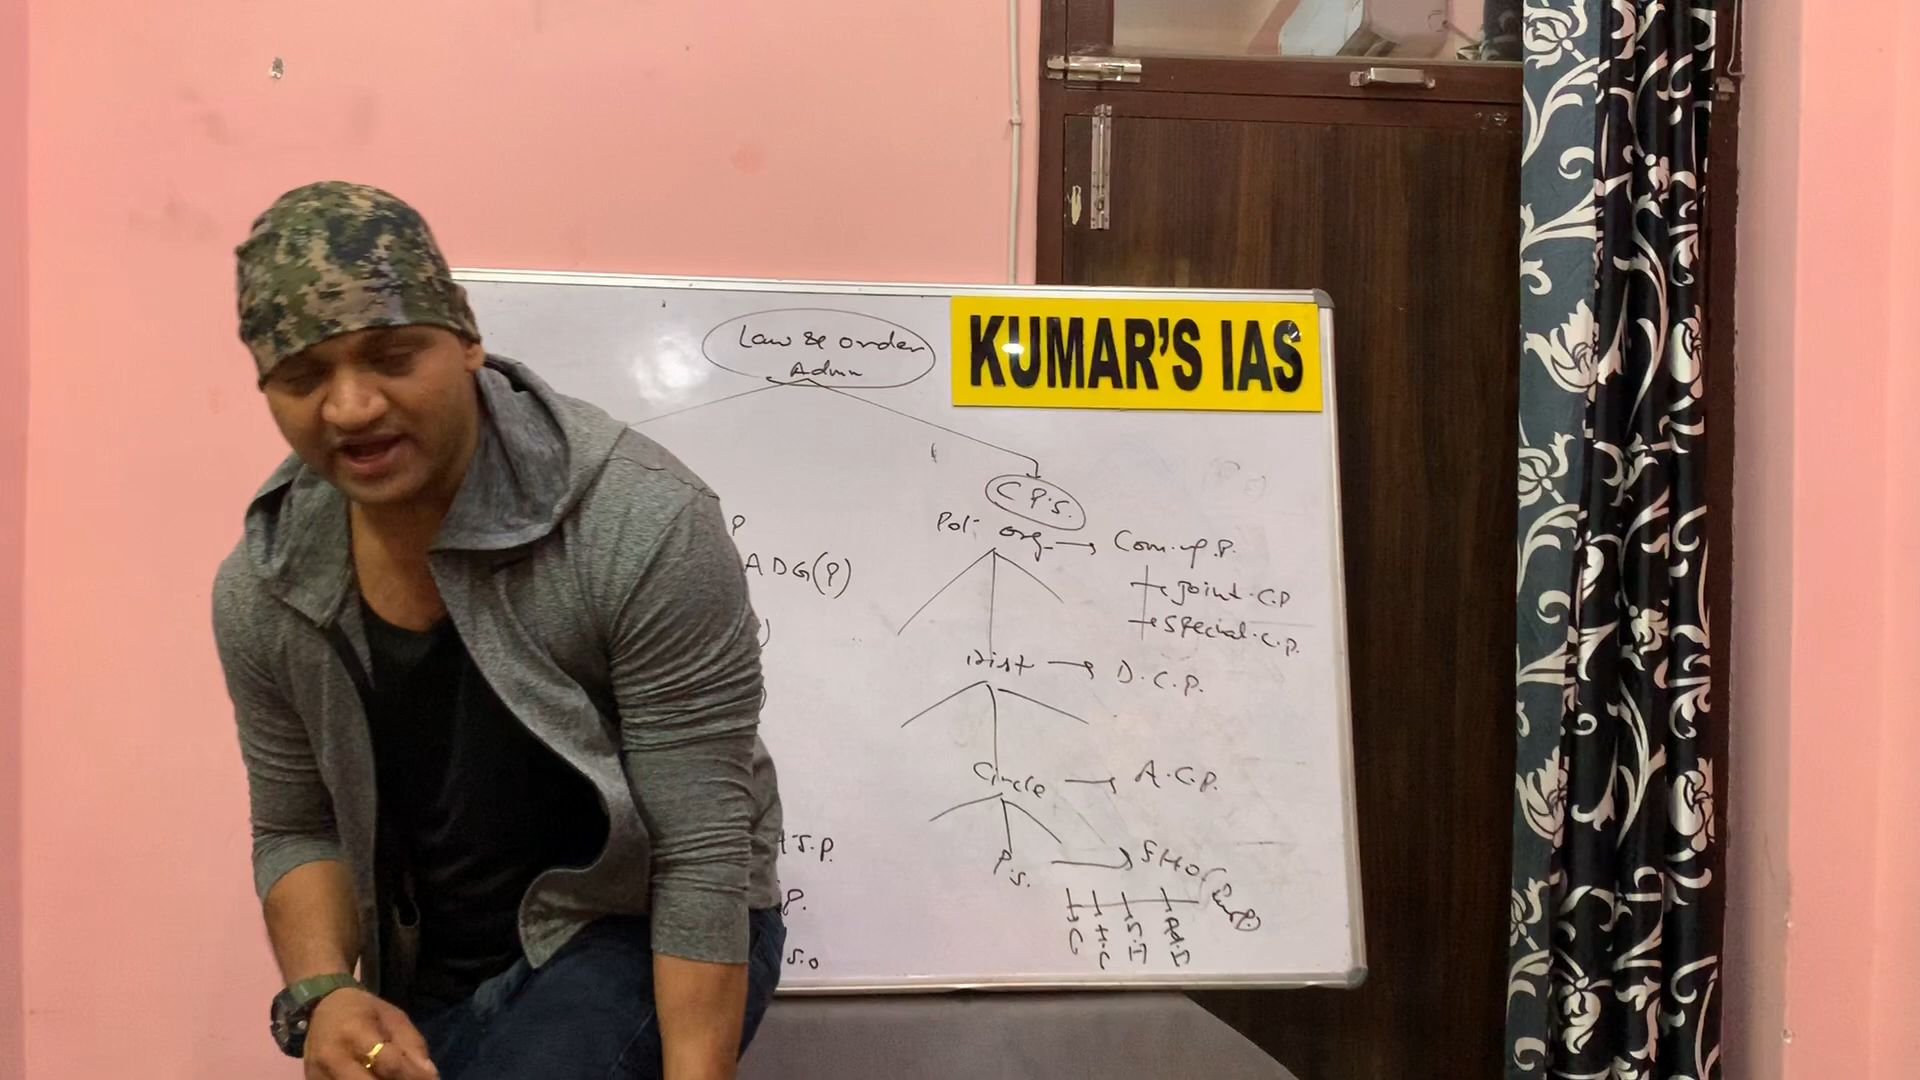 Law & order
Admn
KUMAR'S IAS
C.P.S.
P
Pol. org. → Com. of. P.
ADG(P)
Joint. C.P
Special. C.P.
Dist → D.C.P.
Circle → A.C.P.
P.S. → SHO
S.P.
P.
S.O
C
H.C
S.I